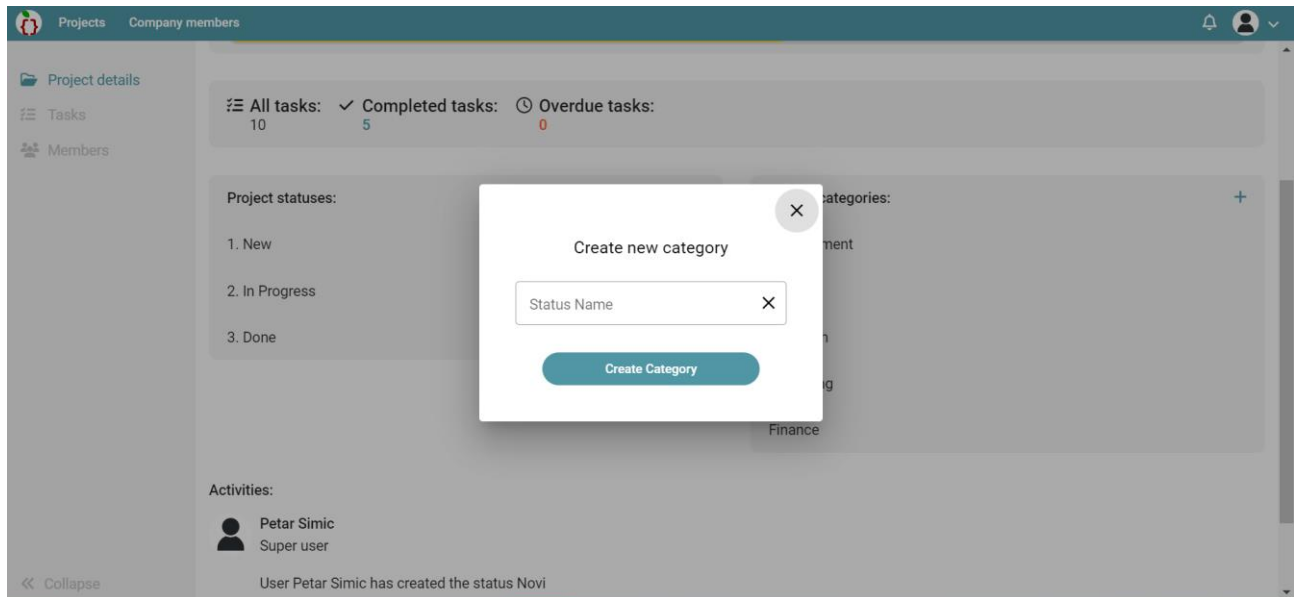 Projects Company members
Project details
Tasks
Members
Collapse
All tasks: Completed tasks: Overdue tasks:
10 5 0
Project statuses:
1. New
2. In Progress
3. Done
categories:
Finance
Create new category
Status Name
Create Category
Activities:
Petar Simic
Super user
User Petar Simic has created the status Novi